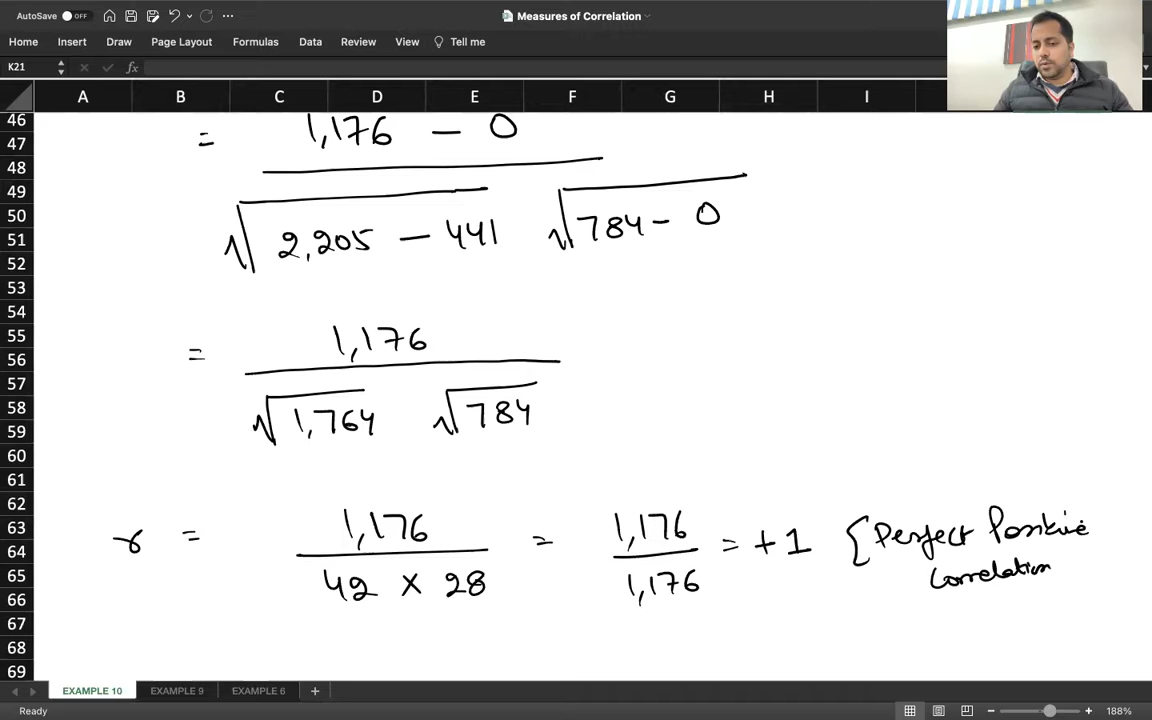 AutoSave OFF Measures of Correlation
Home Insert Draw Page Layout Formulas Data Review View Tell me
K21 fx
A B C D E F G H I
46
47
48
49
50
51
52
53
54
55
56
57
58
59
60
61
62
63
64
65
66
67
68
69
= 1,176 − 0
√2,205 − 441 √784 − 0
= 1,176
√1,764 √784
r = 1,176 = 1,176 = +1 {Perfect Positive
42 × 28 1,176 Correlation
EXAMPLE 10 EXAMPLE 9 EXAMPLE 6 +
Ready − + 188%